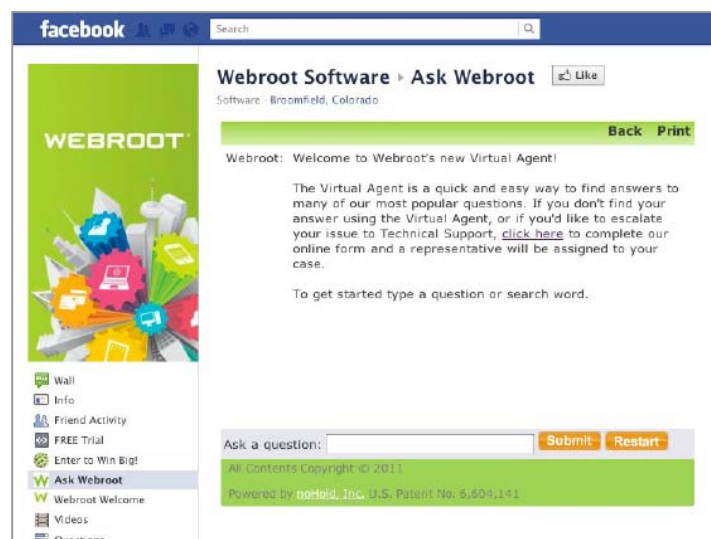 facebook
Search
WEBROOT
Webroot Software › Ask Webroot
Like
Software · Broomfield, Colorado
Back Print
Webroot: Welcome to Webroot's new Virtual Agent!
The Virtual Agent is a quick and easy way to find answers to
many of our most popular questions. If you don't find your
answer using the Virtual Agent, or if you'd like to escalate
your issue to Technical Support, click here to complete our
online form and a representative will be assigned to your
case.
To get started type a question or search word.
Ask a question: Submit Restart
All Contents Copyright © 2011
Powered by noHold, Inc. U.S. Patent No. 6,604,141
Wall
Info
Friend Activity
FREE Trial
Enter to Win Big!
Ask Webroot
Webroot Welcome
Videos
Questions